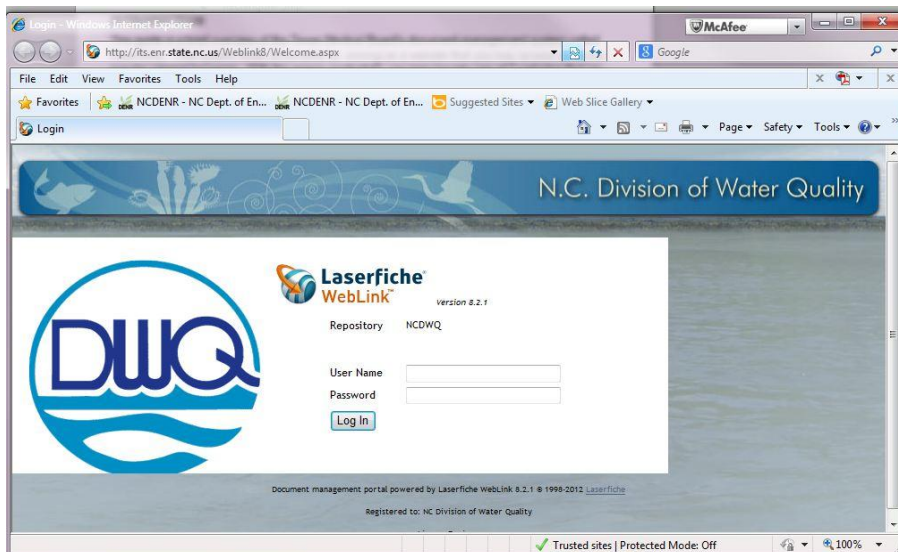 Login - Windows Internet Explorer
McAfee
http://its.enr.state.nc.us/Weblink8/Welcome.aspx
Google
File Edit View Favorites Tools Help
Favorites NCDENR - NC Dept. of En... NCDENR - NC Dept. of En... Suggested Sites Web Slice Gallery
Login
Page Safety Tools
N.C. Division of Water Quality
DWQ
Laserfiche
WebLink™
Version 8.2.1
Repository NCDWQ
User Name
Password
Log In
Document management portal powered by Laserfiche WebLink 8.2.1 © 1998-2012 Laserfiche
Registered to: NC Division of Water Quality
Trusted sites | Protected Mode: Off 100%